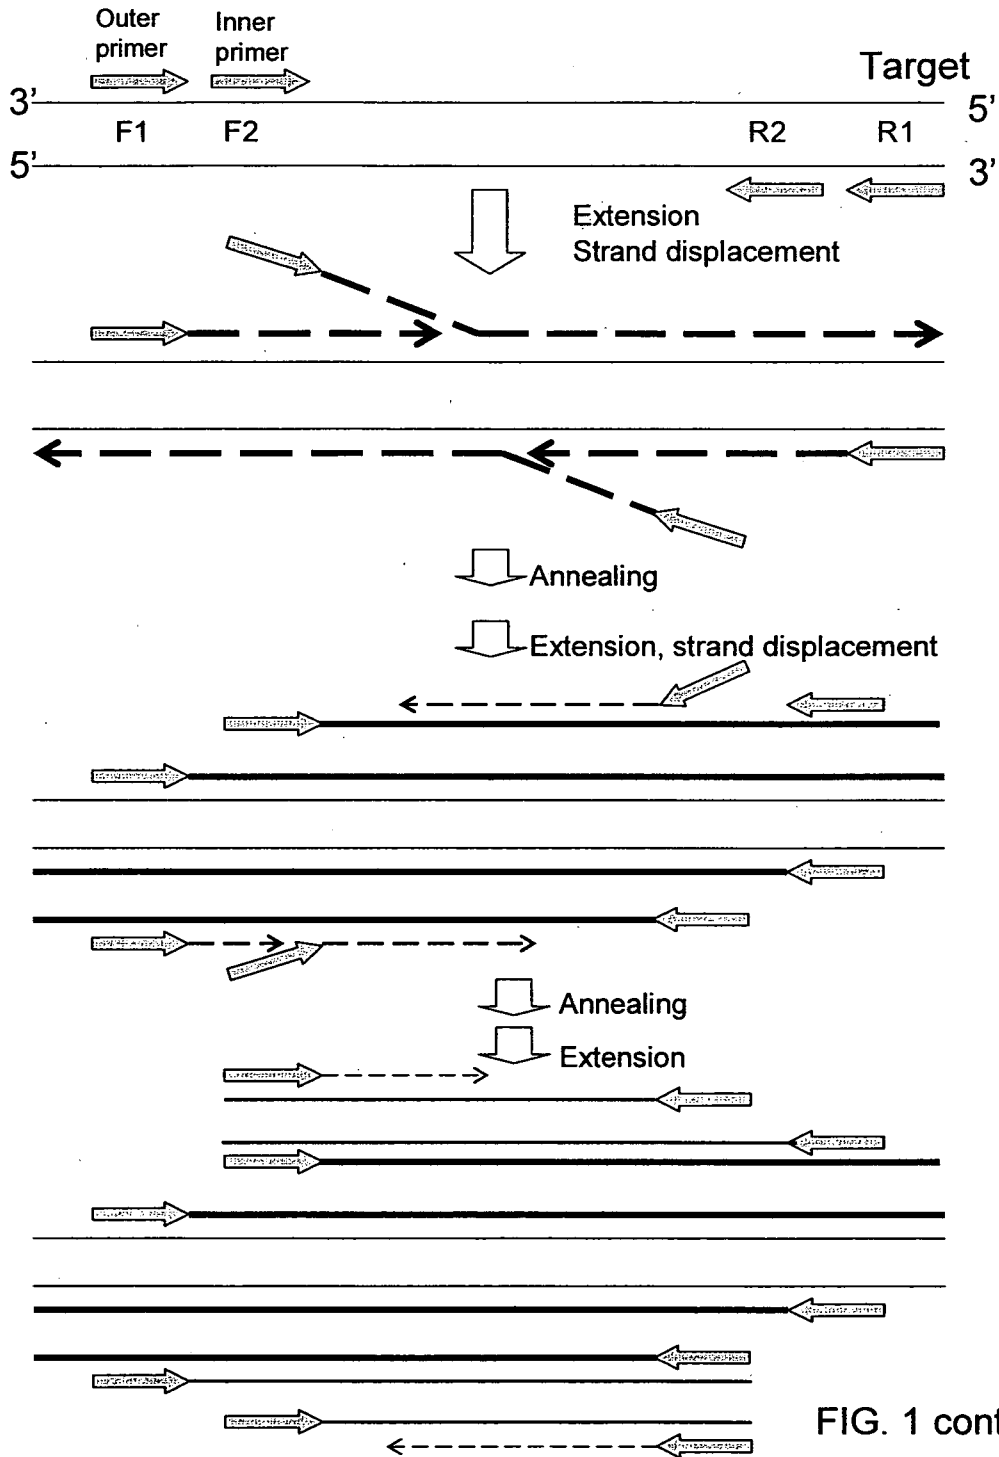 Outer
primer
Inner
primer
Target
3'
5'
F1
F2
R2
R1
5'
3'
Extension
Strand displacement
Annealing
Extension, strand displacement
Annealing
Extension
FIG. 1 cont